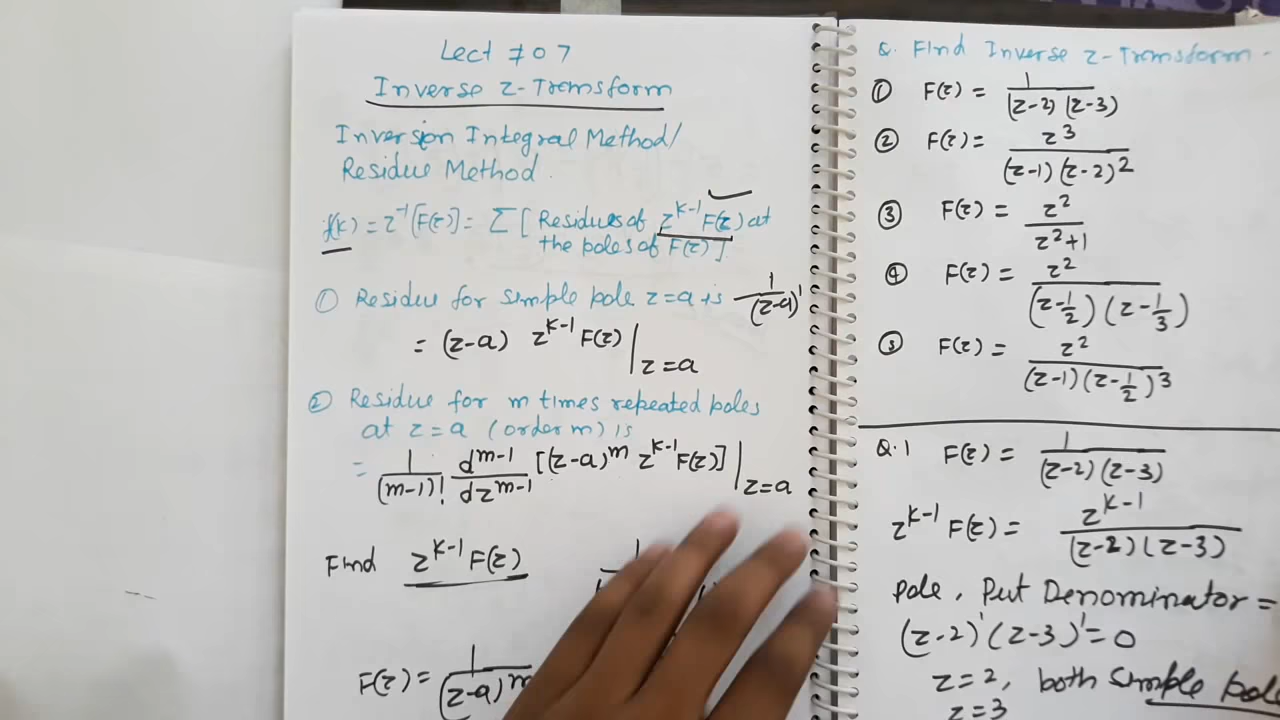 Lect 7 07
Inverse Z-Transform
Inversion Integral Method/
Residue Method.
f(k) = z⁻¹[F(z)] = Σ [Residues of z^{k-1} F(z) at
the poles of F(z)]
① Residue for simple pole z=a is 1/(z-a)¹
= (z-a) z^{k-1} F(z) |_{z=a}
② Residue for m times repeated poles
at z=a (order m) is
= 1/(m-1)! d^{m-1}/dz^{m-1} [(z-a)^m z^{k-1} F(z)] |_{z=a}
Find z^{k-1} F(z)
F(z) = 1/(z-a)^m
Q. Find Inverse Z-Transform -
① F(z) = 1/(z-2)(z-3)
② F(z) = z³/(z-1)(z-2)²
③ F(z) = z²/z²+1
④ F(z) = z²/(z-1/2)(z-1/3)
⑤ F(z) = z²/(z-1)(z-1/2)³
Q.1 F(z) = 1/(z-2)(z-3)
z^{k-1} F(z) = z^{k-1}/(z-2)(z-3)
pole, Put Denominator =
(z-2)¹(z-3)¹=0
z=2, both simple pole
z=3